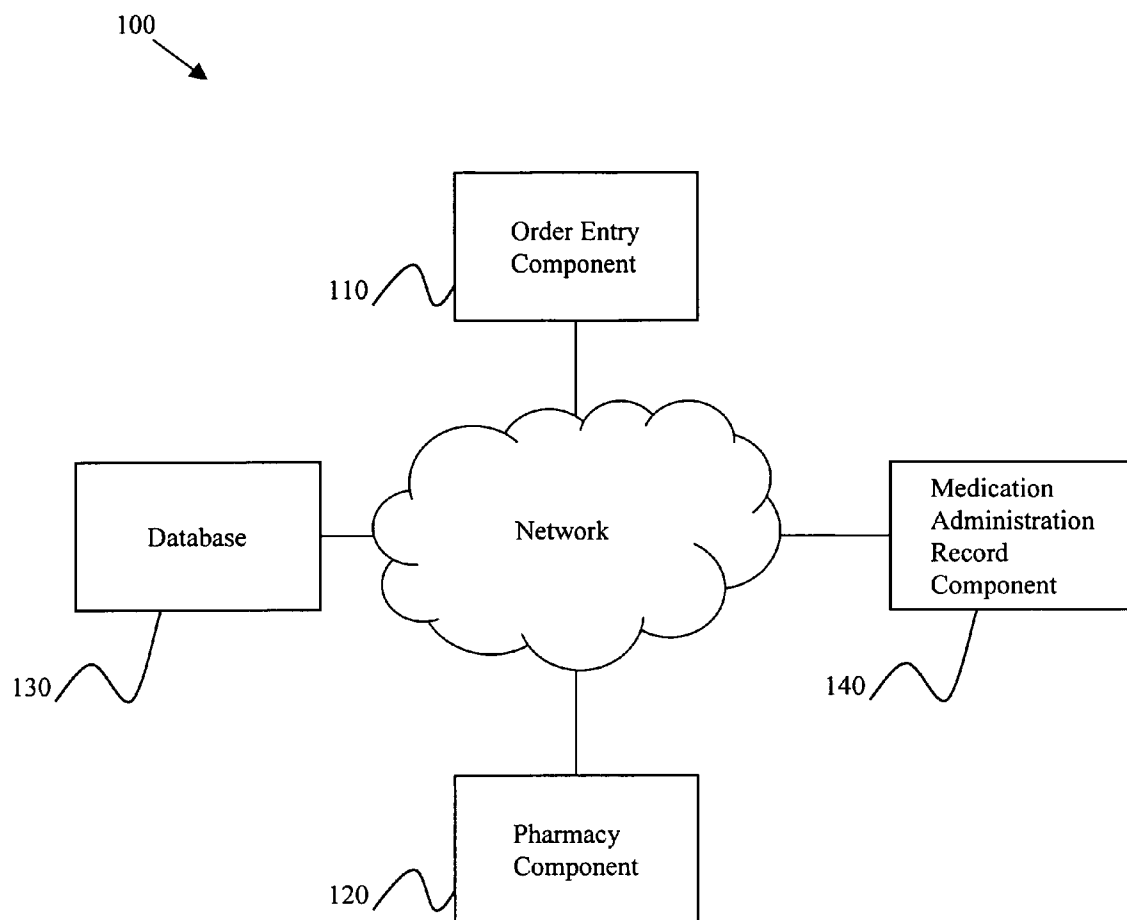 100
Order Entry
Component
110
Database
Network
Medication
Administration
Record
Component
130
140
Pharmacy
Component
120